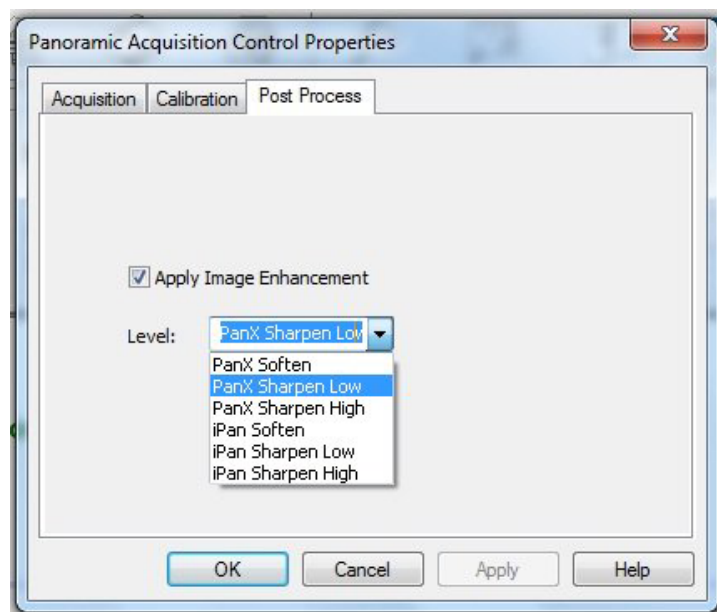 Panoramic Acquisition Control Properties
Acquisition Calibration Post Process
Apply Image Enhancement
Level: PanX Sharpen Low
PanX Soften
PanX Sharpen Low
PanX Sharpen High
iPan Soften
iPan Sharpen Low
iPan Sharpen High
OK Cancel Apply Help